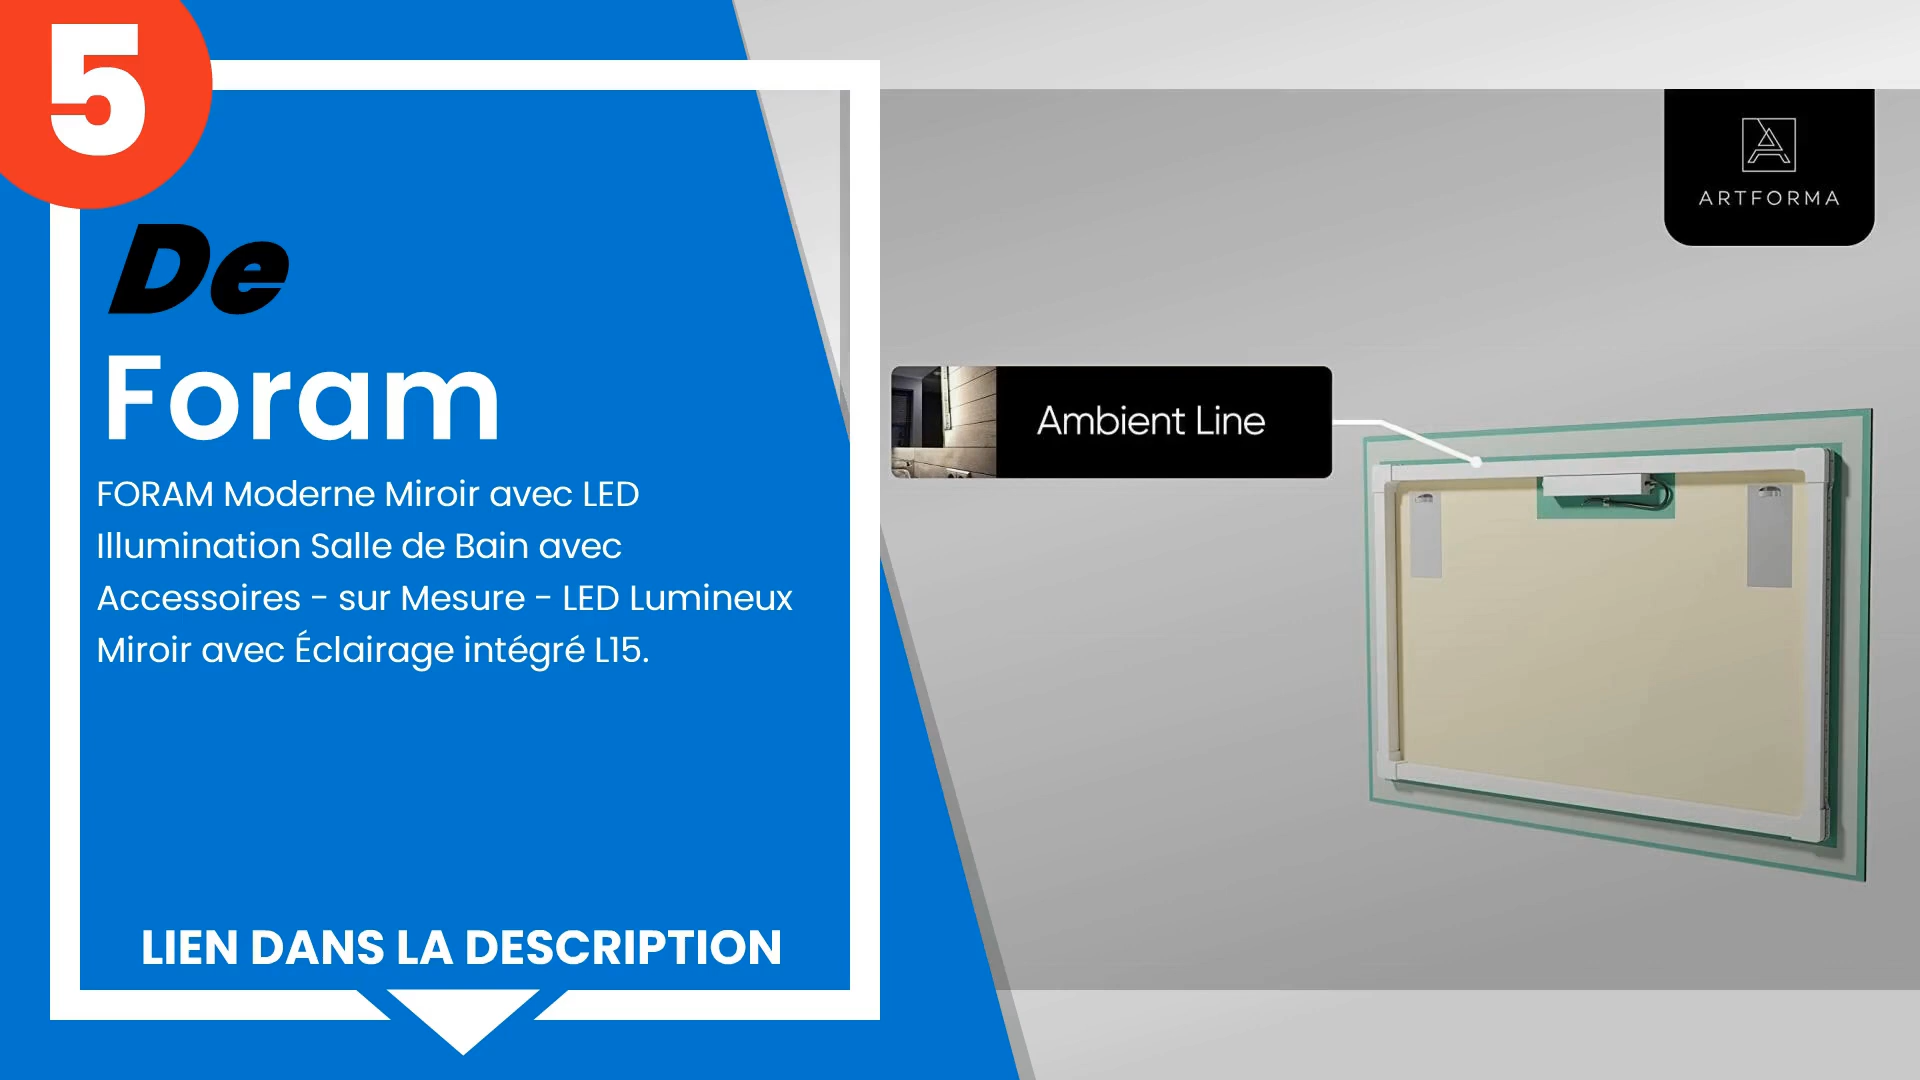 5
De
Foram
FORAM Moderne Miroir avec LED
Illumination Salle de Bain avec
Accessoires - sur Mesure - LED Lumineux
Miroir avec Éclairage intégré L15.
LIEN DANS LA DESCRIPTION
ARTFORMA
Ambient Line